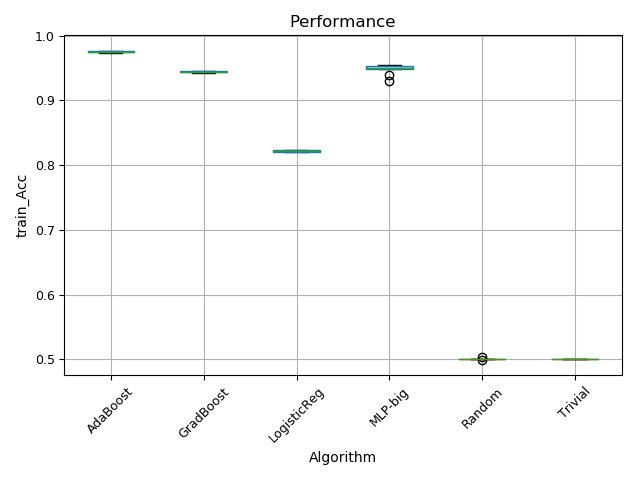 Performance
1.0
0.9
0.8
0.7
0.6
0.5
train_Acc
AdaBoost
GradBoost
LogisticReg
MLP-big
Random
Trivial
Algorithm